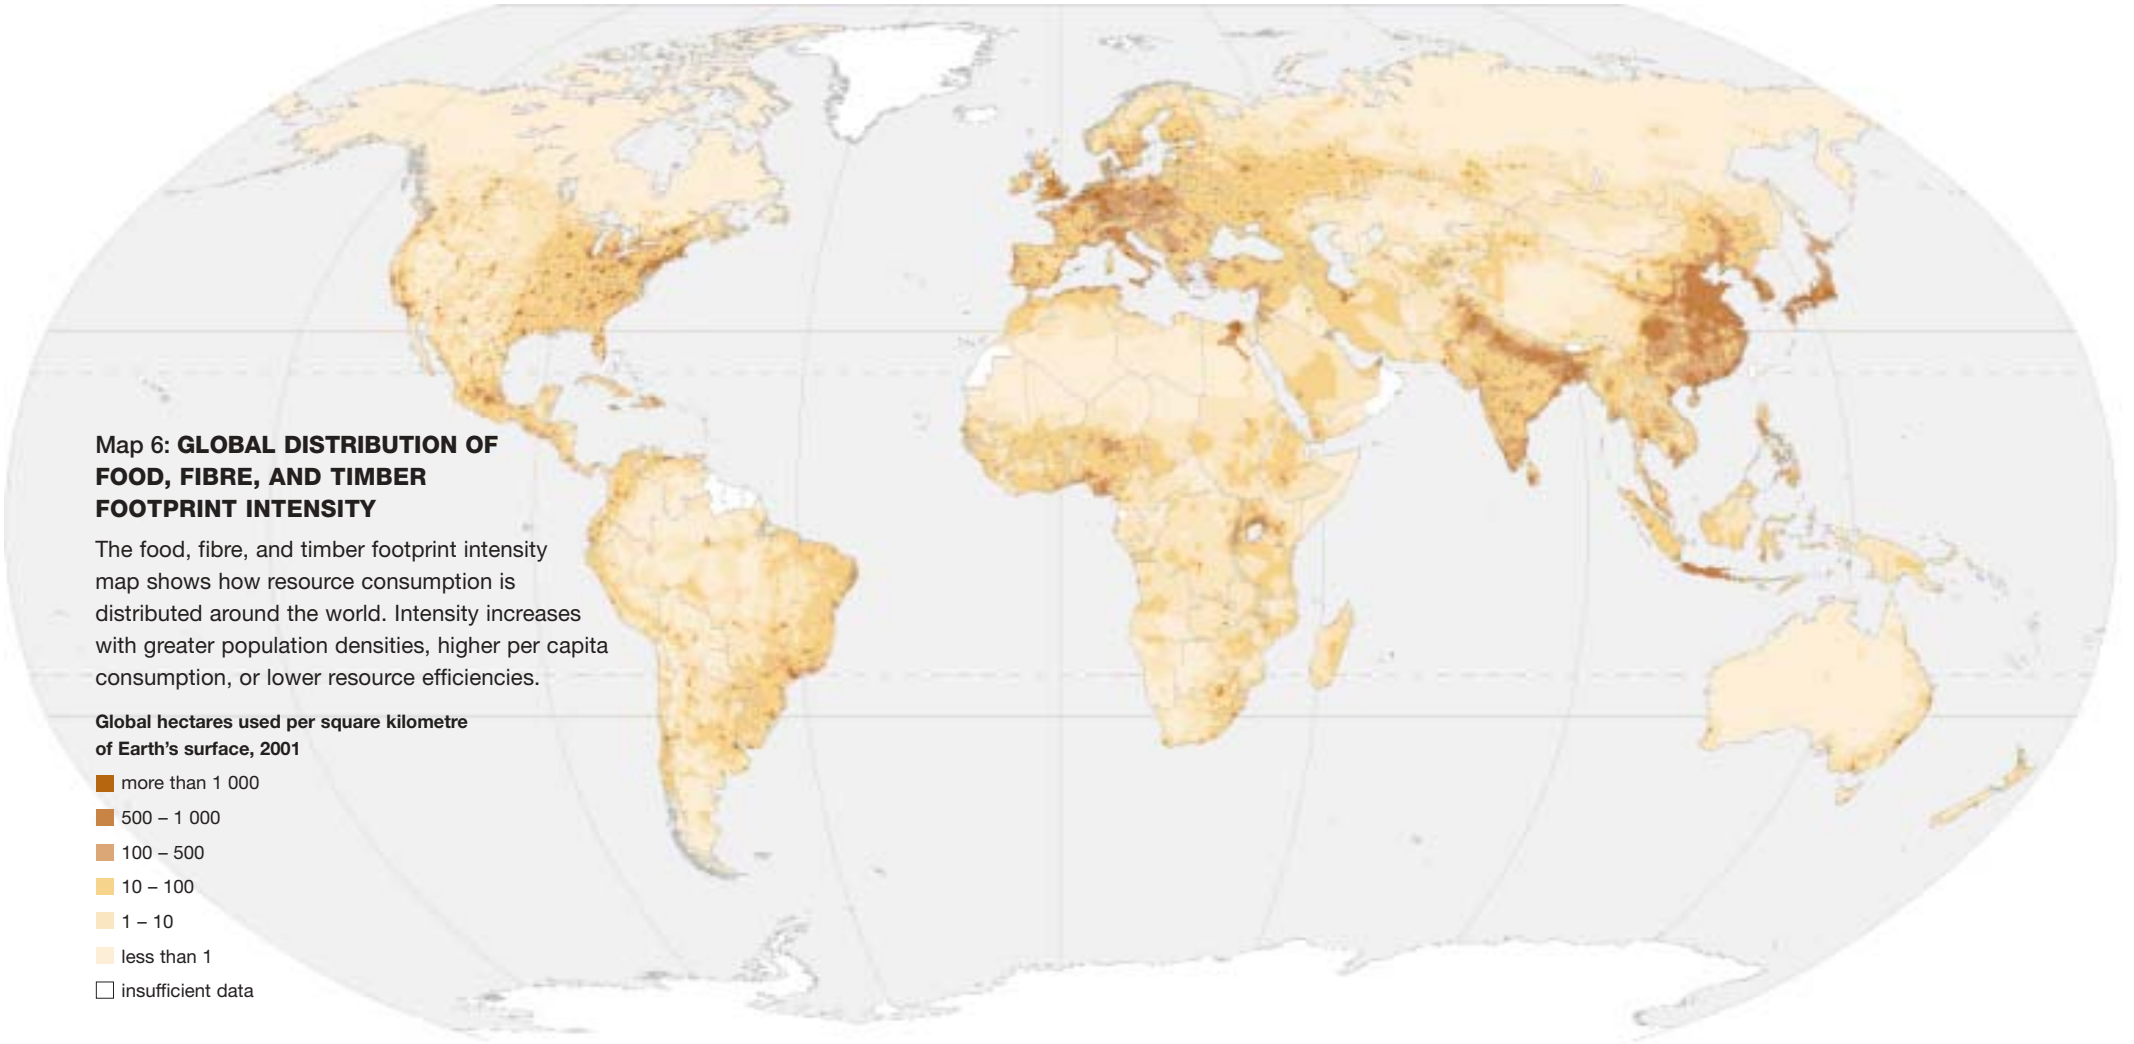 Map 6: GLOBAL DISTRIBUTION OF
FOOD, FIBRE, AND TIMBER
FOOTPRINT INTENSITY
The food, fibre, and timber footprint intensity
map shows how resource consumption is
distributed around the world. Intensity increases
with greater population densities, higher per capita
consumption, or lower resource efficiencies.
Global hectares used per square kilometre
of Earth's surface, 2001
more than 1 000
500 – 1 000
100 – 500
10 – 100
1 – 10
less than 1
insufficient data